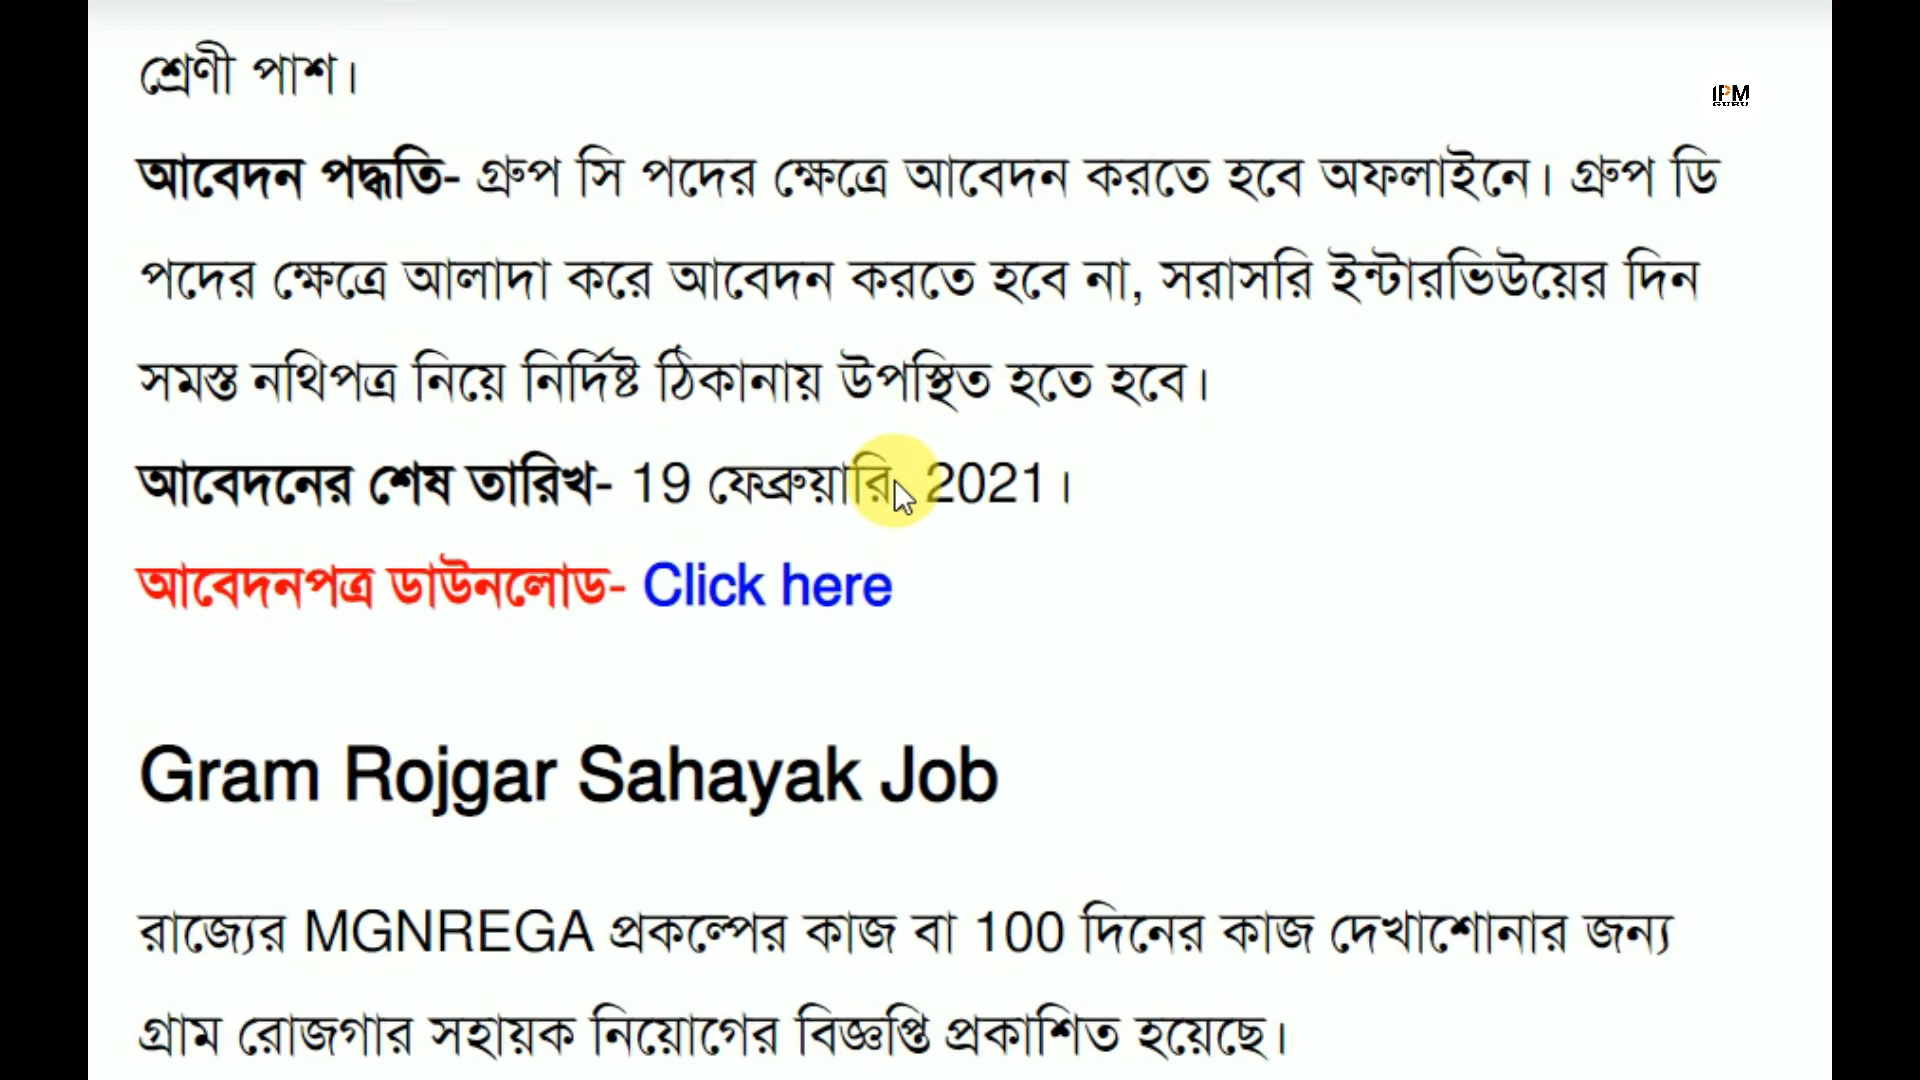 শ্রেণী পাশ।
IPM
GURU
আবেদন পদ্ধতি- গ্রুপ সি পদের ক্ষেত্রে আবেদন করতে হবে অফলাইনে। গ্রুপ ডি
পদের ক্ষেত্রে আলাদা করে আবেদন করতে হবে না, সরাসরি ইন্টারভিউয়ের দিন
সমস্ত নথিপত্র নিয়ে নির্দিষ্ট ঠিকানায় উপস্থিত হতে হবে।
আবেদনের শেষ তারিখ- 19 ফেব্রুয়ারি, 2021।
আবেদনপত্র ডাউনলোড- Click here
Gram Rojgar Sahayak Job
রাজ্যের MGNREGA প্রকল্পের কাজ বা 100 দিনের কাজ দেখাশোনার জন্য
গ্রাম রোজগার সহায়ক নিয়োগের বিজ্ঞপ্তি প্রকাশিত হয়েছে।